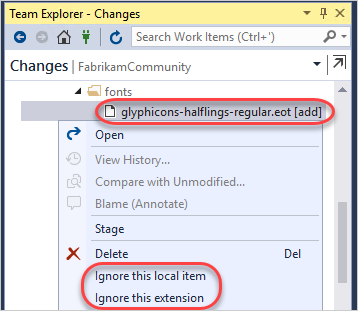 Team Explorer - Changes
Search Work Items (Ctrl+')
Changes | FabrikamCommunity
fonts
glyphicons-halflings-regular.eot [add]
Open
View History...
Compare with Unmodified...
Blame (Annotate)
Stage
Delete Del
Ignore this local item
Ignore this extension